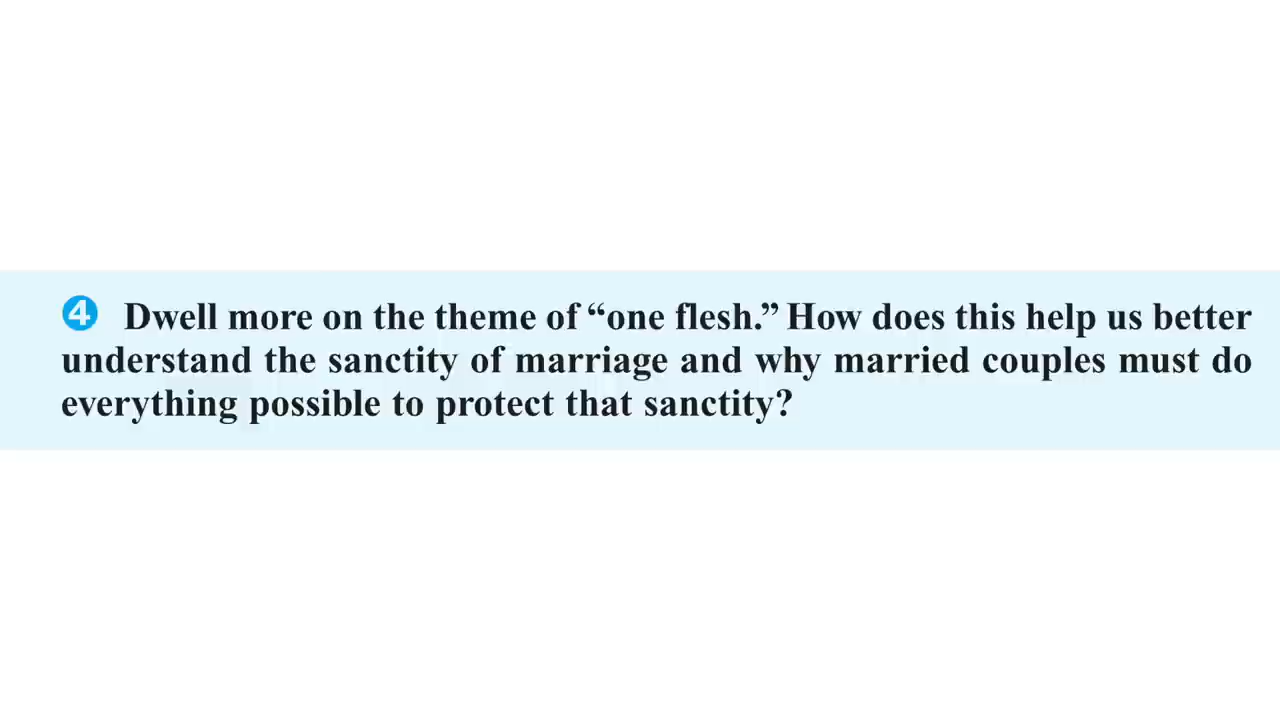 4 Dwell more on the theme of “one flesh.” How does this help us better
understand the sanctity of marriage and why married couples must do
everything possible to protect that sanctity?